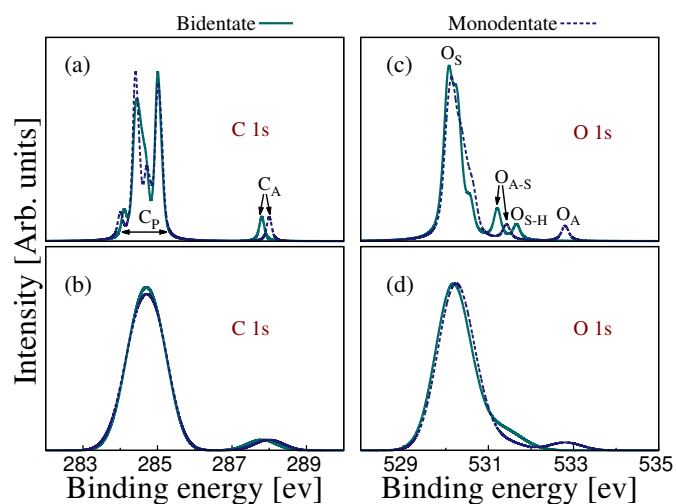 Bidentate Monodentate
(a) C 1s C_P C_A
(c) O_S O 1s O_A-S O_S-H O_A
(b) C 1s
(d) O 1s
Intensity [Arb. units]
283 285 287 289
529 531 533 535
Binding energy [ev] Binding energy [ev]